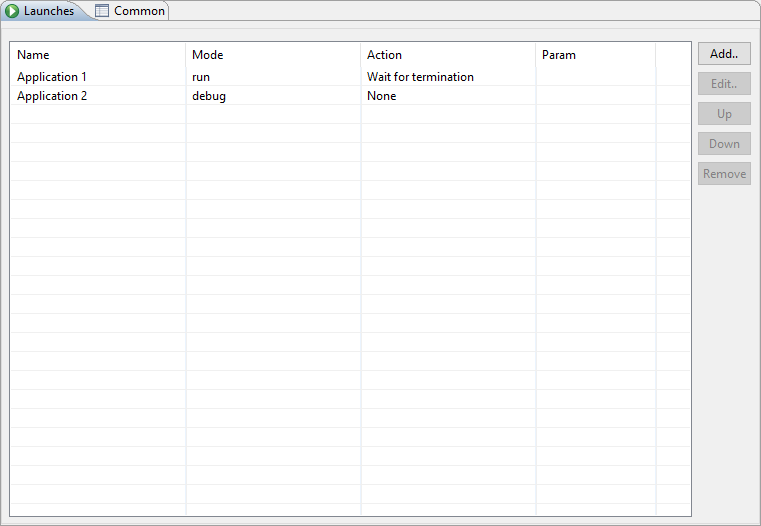 Launches Common
Name Mode Action Param
Application 1 run Wait for termination
Application 2 debug None
Add..
Edit..
Up
Down
Remove